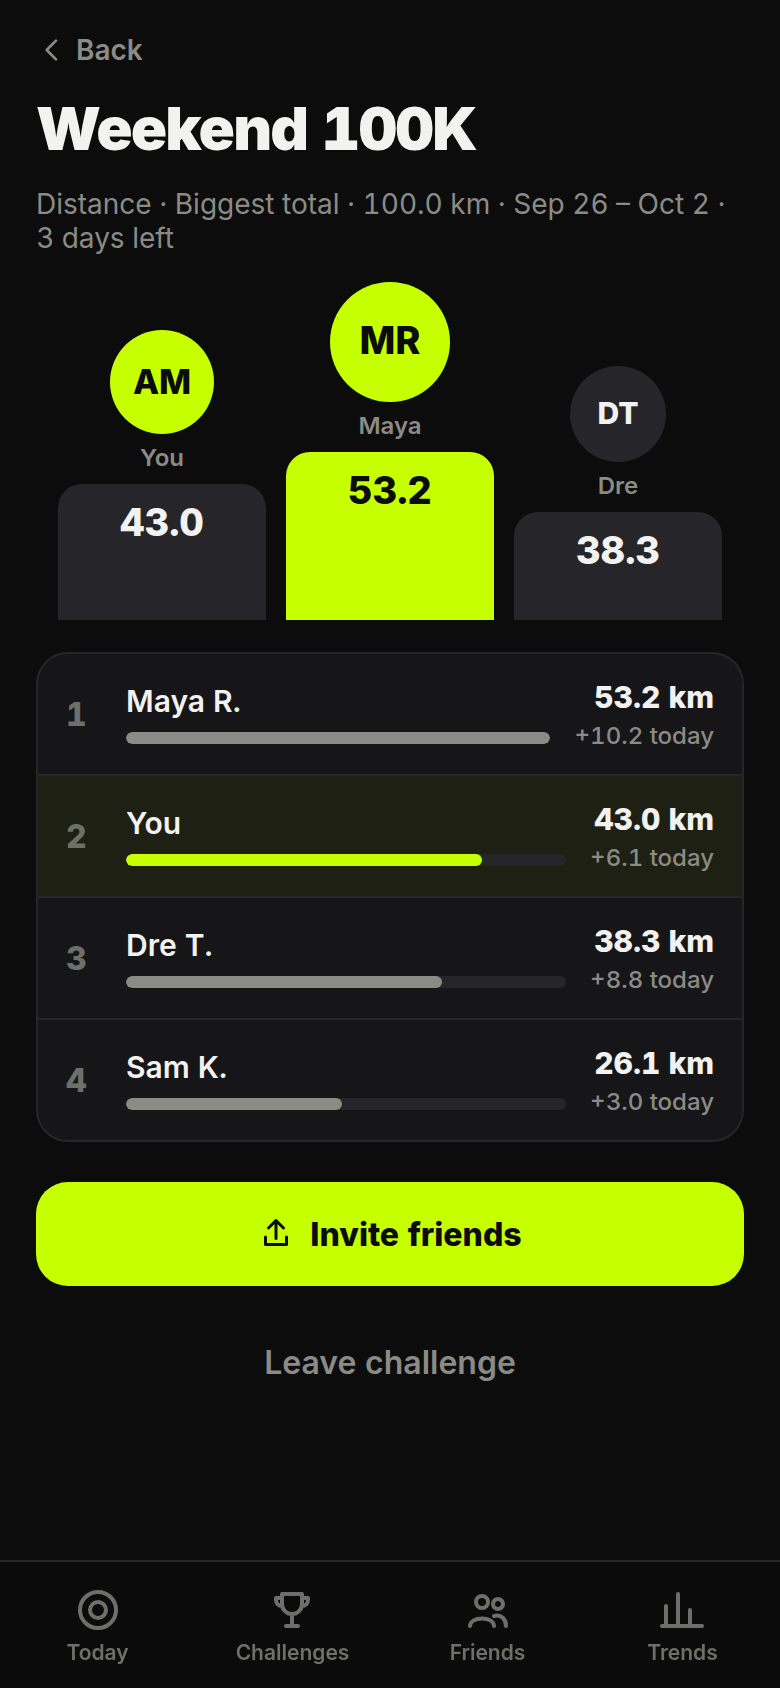 Back
Weekend 100K
Distance · Biggest total · 100.0 km · Sep 26 – Oct 2 ·
3 days left
AM
You
43.0
MR
Maya
53.2
DT
Dre
38.3
1 Maya R. 53.2 km
+10.2 today
2 You 43.0 km
+6.1 today
3 Dre T. 38.3 km
+8.8 today
4 Sam K. 26.1 km
+3.0 today
Invite friends
Leave challenge
Today Challenges Friends Trends